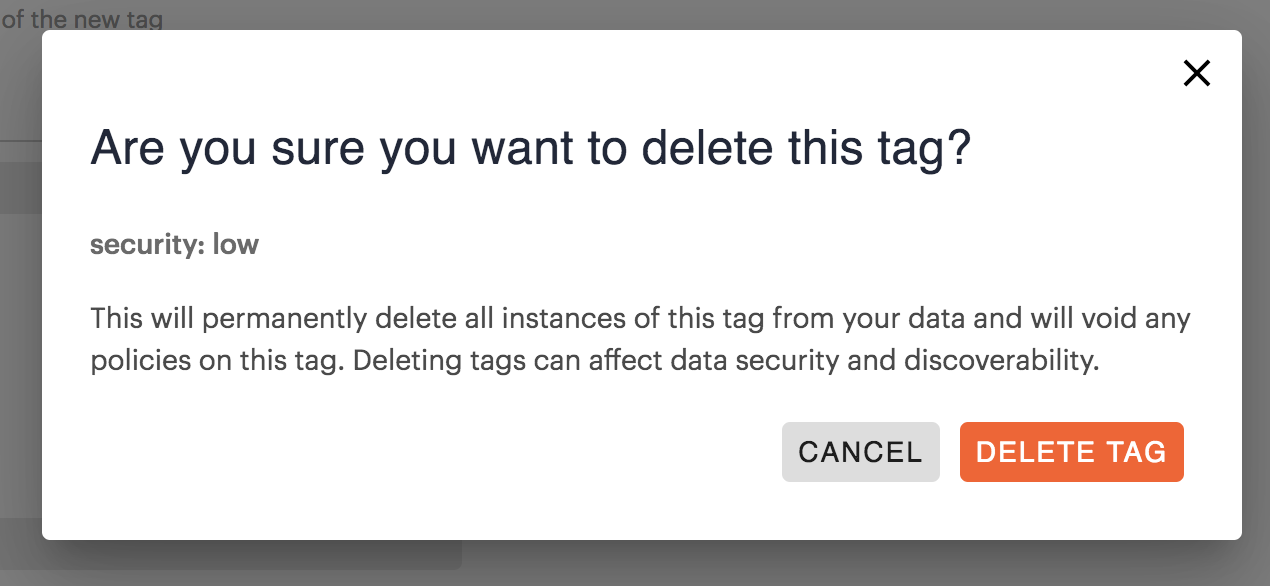 of the new tag
Are you sure you want to delete this tag?
security: low
This will permanently delete all instances of this tag from your data and will void any
policies on this tag. Deleting tags can affect data security and discoverability.
CANCEL
DELETE TAG